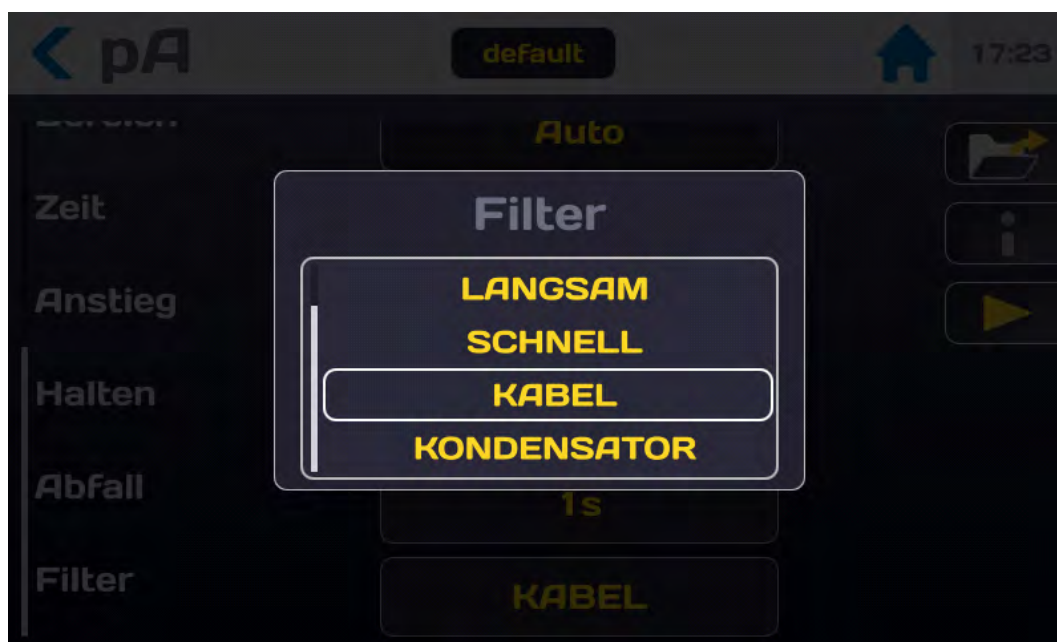 pA
default
17:23
Auto
Zeit
Filter
LANGSAM
Anstieg
SCHNELL
Halten
KABEL
KONDENSATOR
Abfall
1s
Filter
KABEL